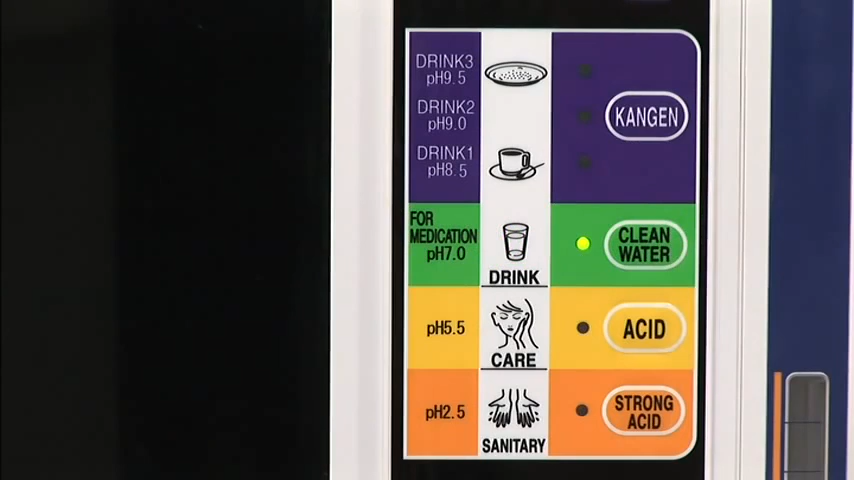 DRINK3
pH9.5
DRINK2
pH9.0
KANGEN
DRINK1
pH8.5
FOR
MEDICATION
pH7.0
DRINK
CLEAN
WATER
pH5.5
CARE
ACID
pH2.5
SANITARY
STRONG
ACID